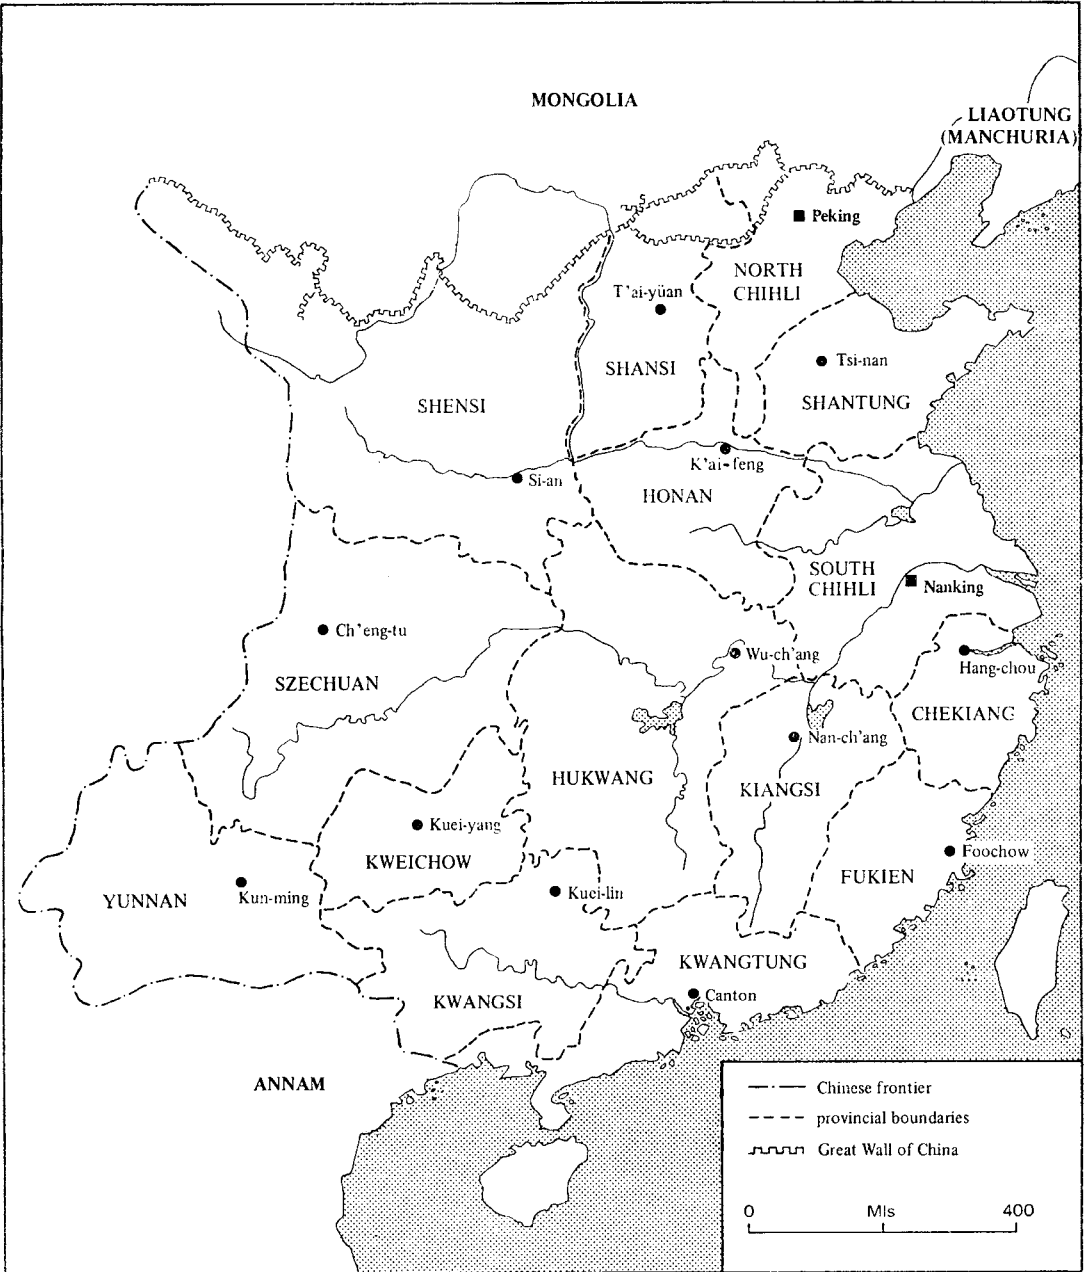 MONGOLIA
LIAOTUNG
(MANCHURIA)
Peking
NORTH
CHIHLI
T'ai-yüan
SHANSI
Tsi-nan
SHANTUNG
SHENSI
K'ai-feng
Si-an
HONAN
SOUTH
CHIHLI
Nanking
Ch'eng-tu
Wu-ch'ang
Hang-chou
SZECHUAN
CHEKIANG
Nan-ch'ang
HUKWANG
KIANGSI
Kuei-yang
KWEICHOW
Foochow
FUKIEN
YUNNAN
Kun-ming
Kuei-lin
KWANGTUNG
Canton
KWANGSI
ANNAM
Chinese frontier
provincial boundaries
Great Wall of China
0 Mls 400